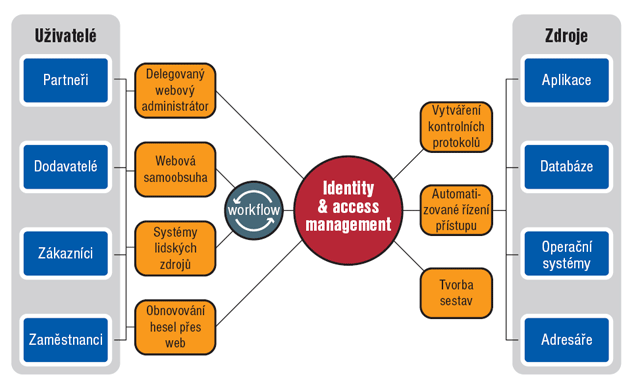 Uživatelé
Partneři
Dodavatelé
Zákazníci
Zaměstnanci
Delegovaný
webový
administrátor
Webová
samoobsuha
Systémy
lidských
zdrojů
Obnovování
hesel přes
web
workflow
Identity
& access
management
Vytváření
kontrolních
protokolů
Automati-
zované řízení
přístupu
Tvorba
sestav
Zdroje
Aplikace
Databáze
Operační
systémy
Adresáře